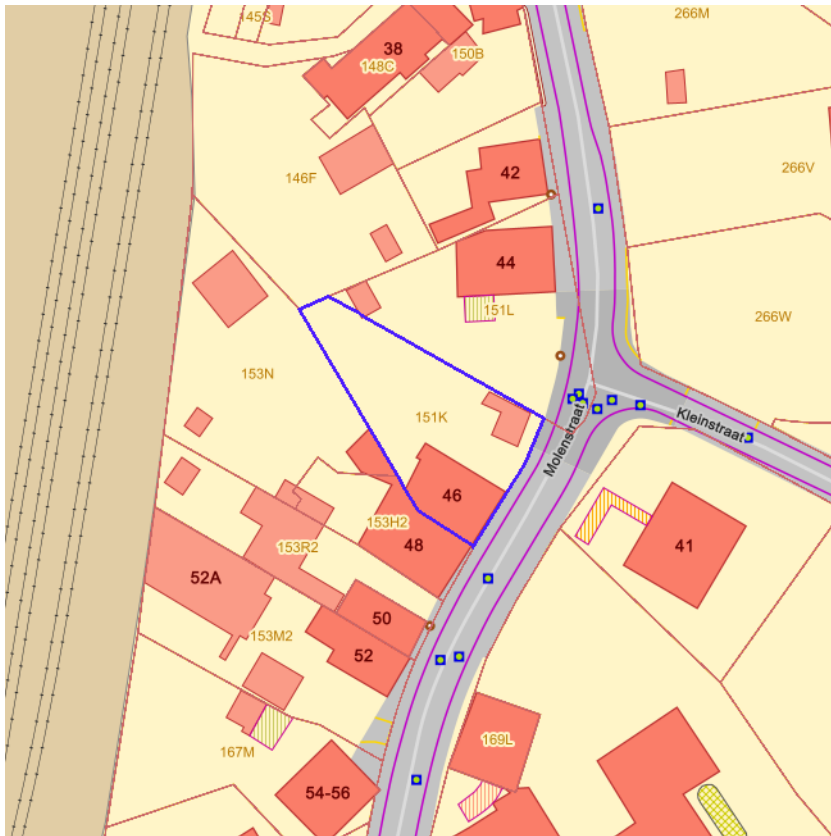 145S
266M
38
148C
150B
42
146F
266V
44
151L
266W
153N
151K
Molenstraat
Kleinstraat
46
153H2
48
153R2
41
52A
50
153M2
52
169L
167M
54-56